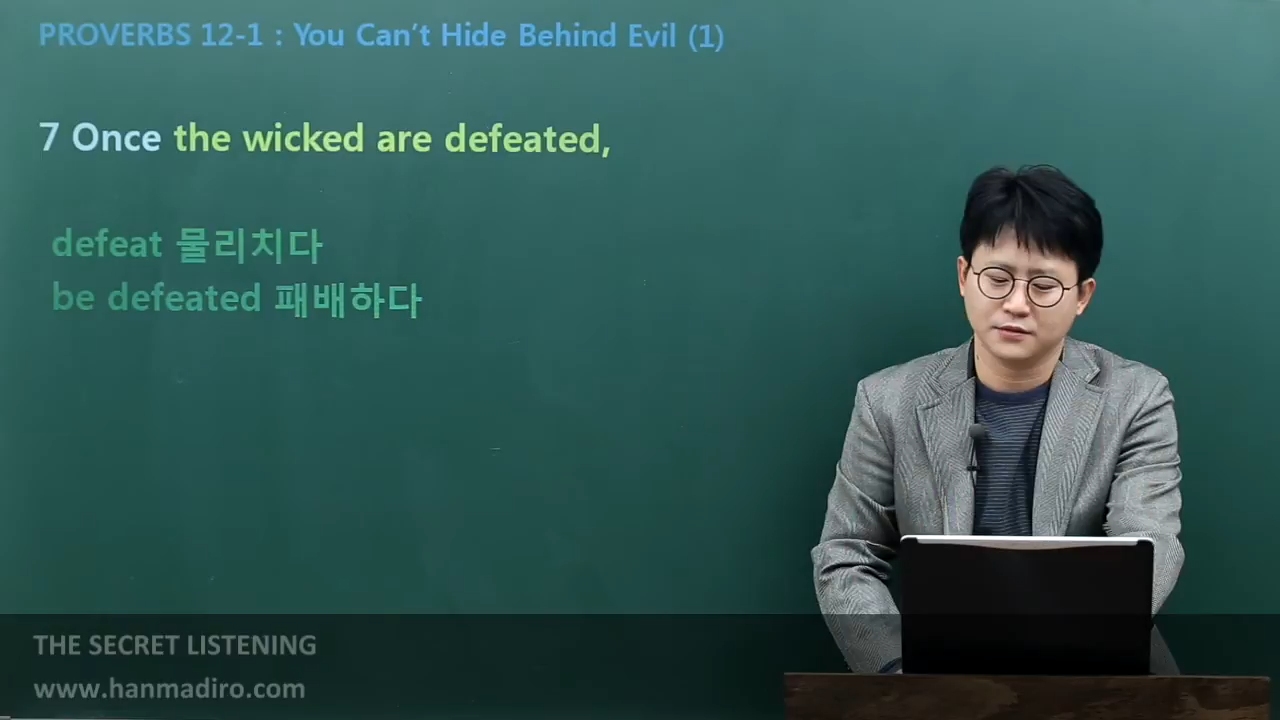 PROVERBS 12-1 : You Can't Hide Behind Evil (1)
7 Once the wicked are defeated,
defeat 물리치다
be defeated 패배하다
THE SECRET LISTENING
www.hanmadiro.com